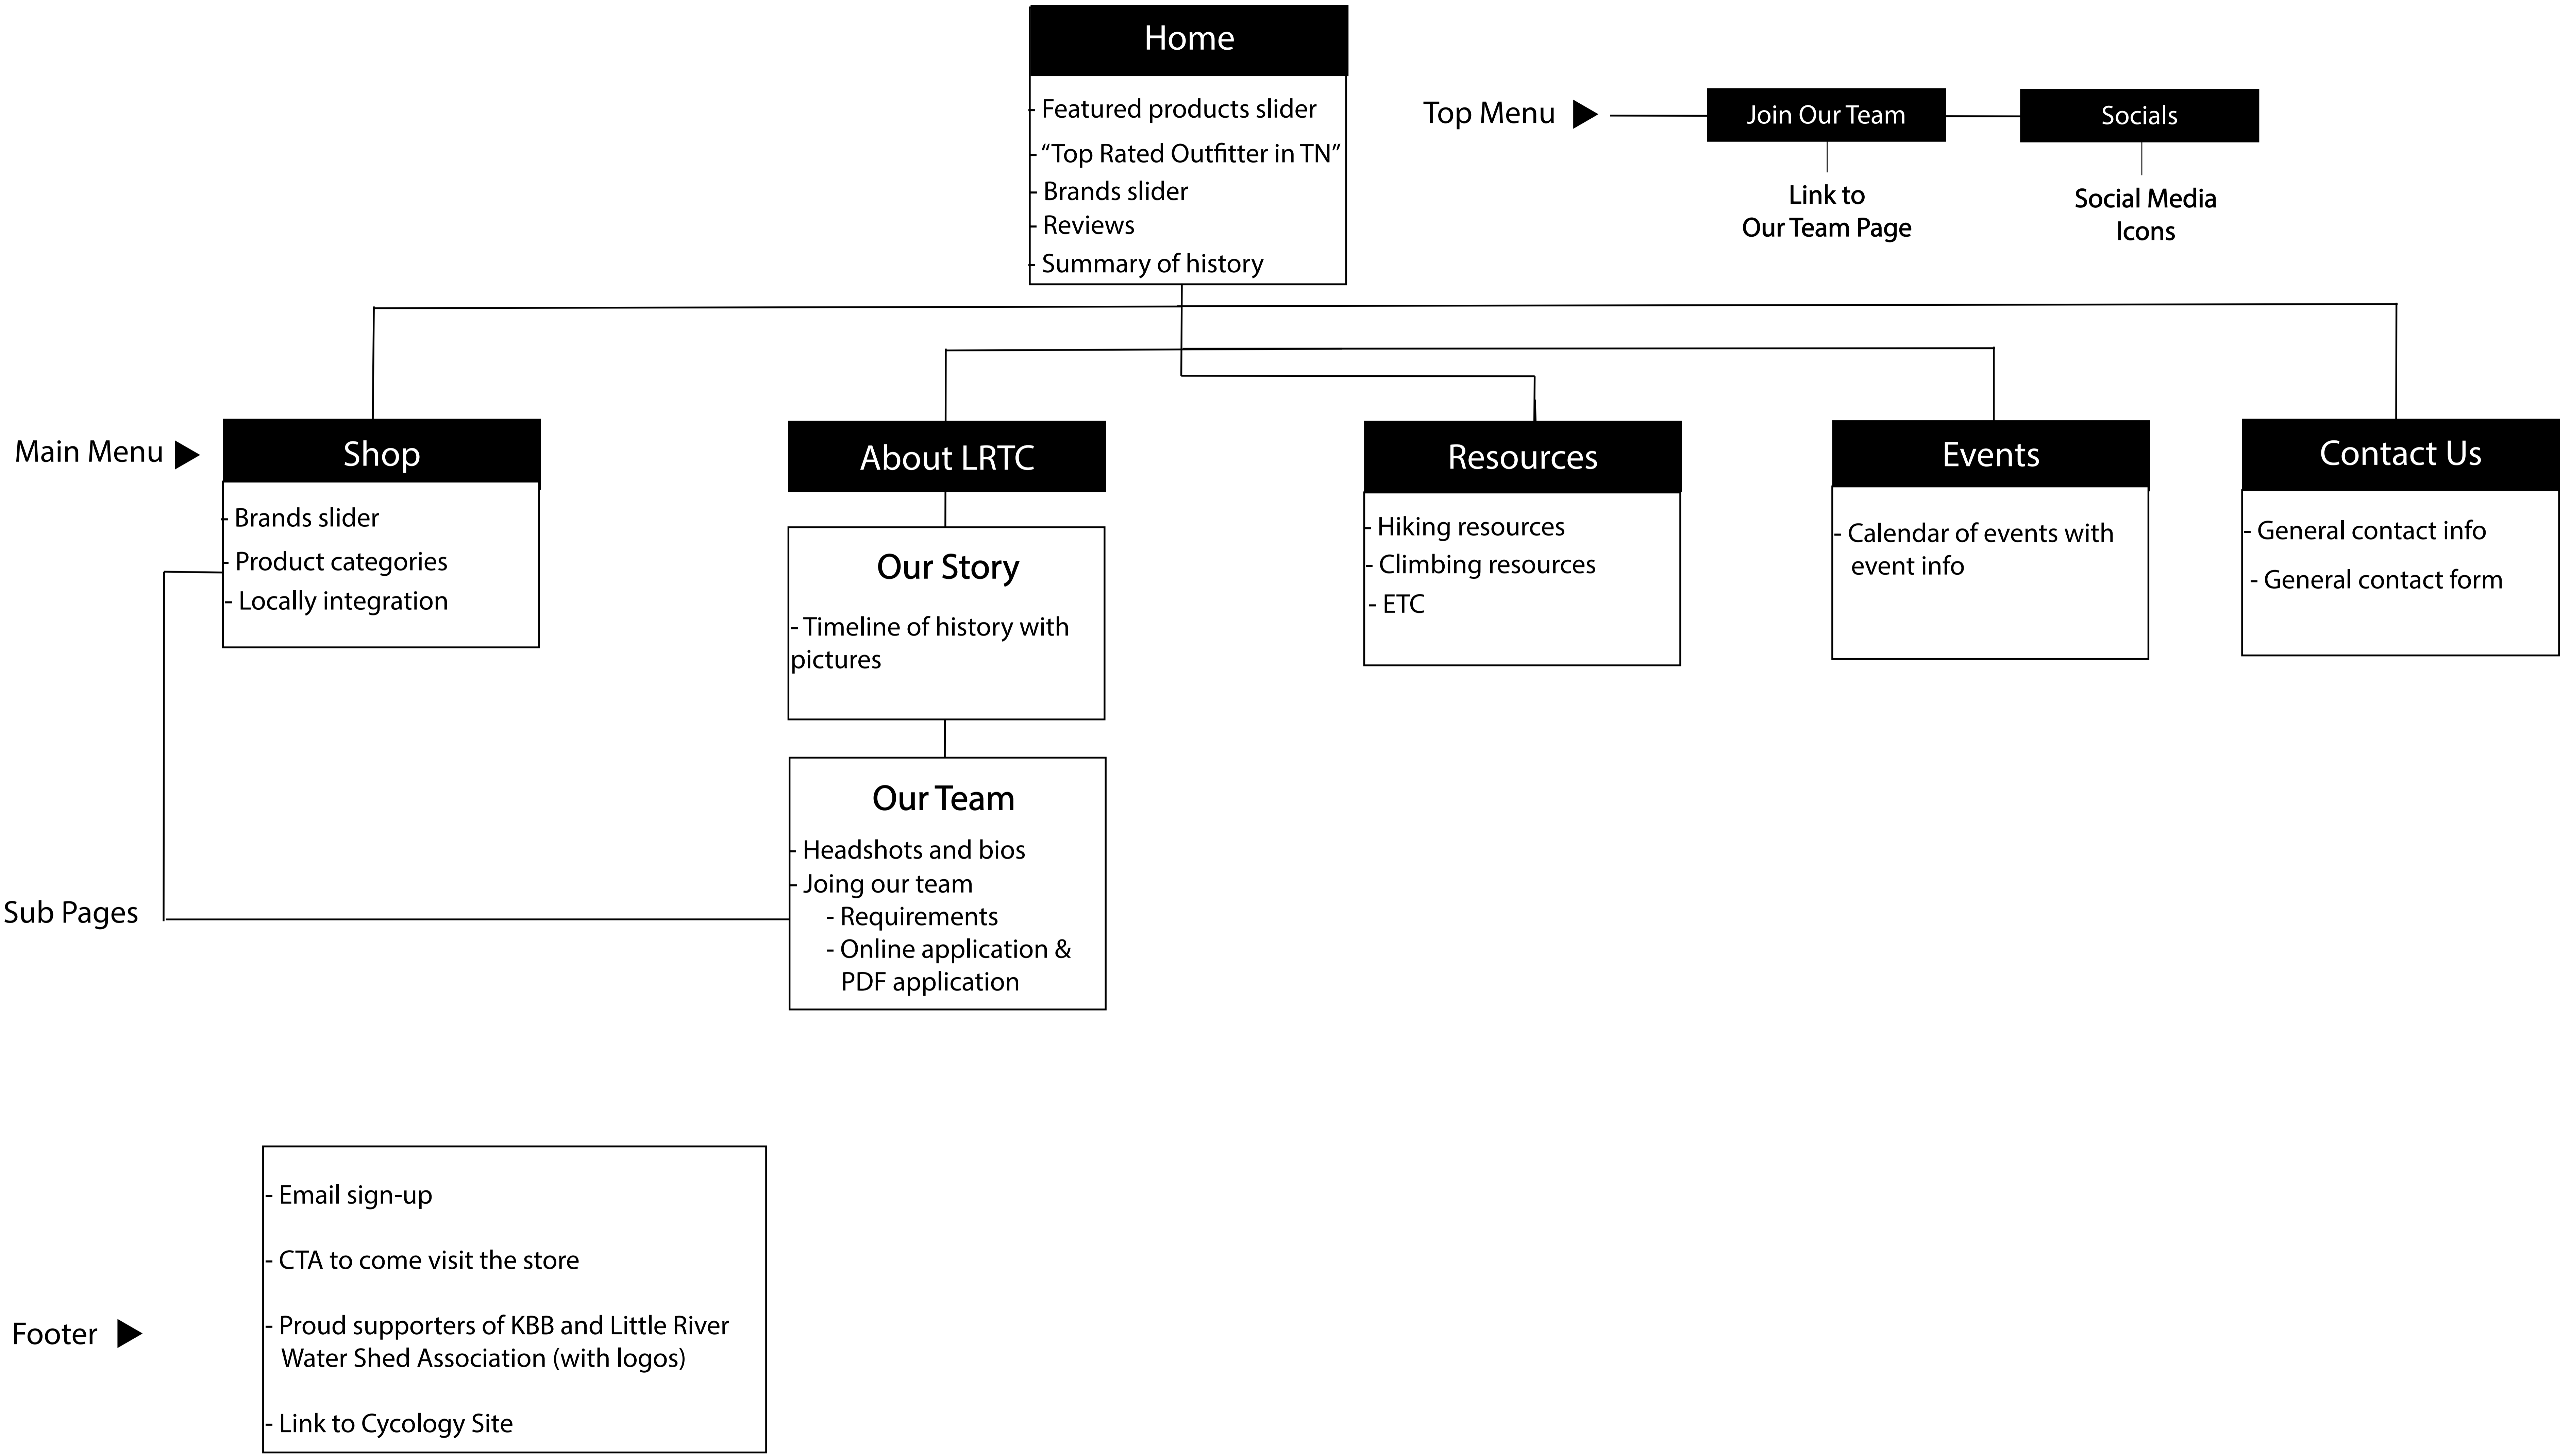 Home
- Featured products slider
- “Top Rated Outfitter in TN”
- Brands slider
- Reviews
- Summary of history
Top Menu
Join Our Team
Socials
Link to
Our Team Page
Social Media
Icons
Main Menu
Shop
- Brands slider
- Product categories
- Locally integration
About LRTC
Our Story
- Timeline of history with
pictures
Our Team
- Headshots and bios
- Joing our team
- Requirements
- Online application &
PDF application
Resources
- Hiking resources
- Climbing resources
- ETC
Events
- Calendar of events with
event info
Contact Us
- General contact info
- General contact form
Sub Pages
Footer
- Email sign-up
- CTA to come visit the store
- Proud supporters of KBB and Little River
Water Shed Association (with logos)
- Link to Cycology Site